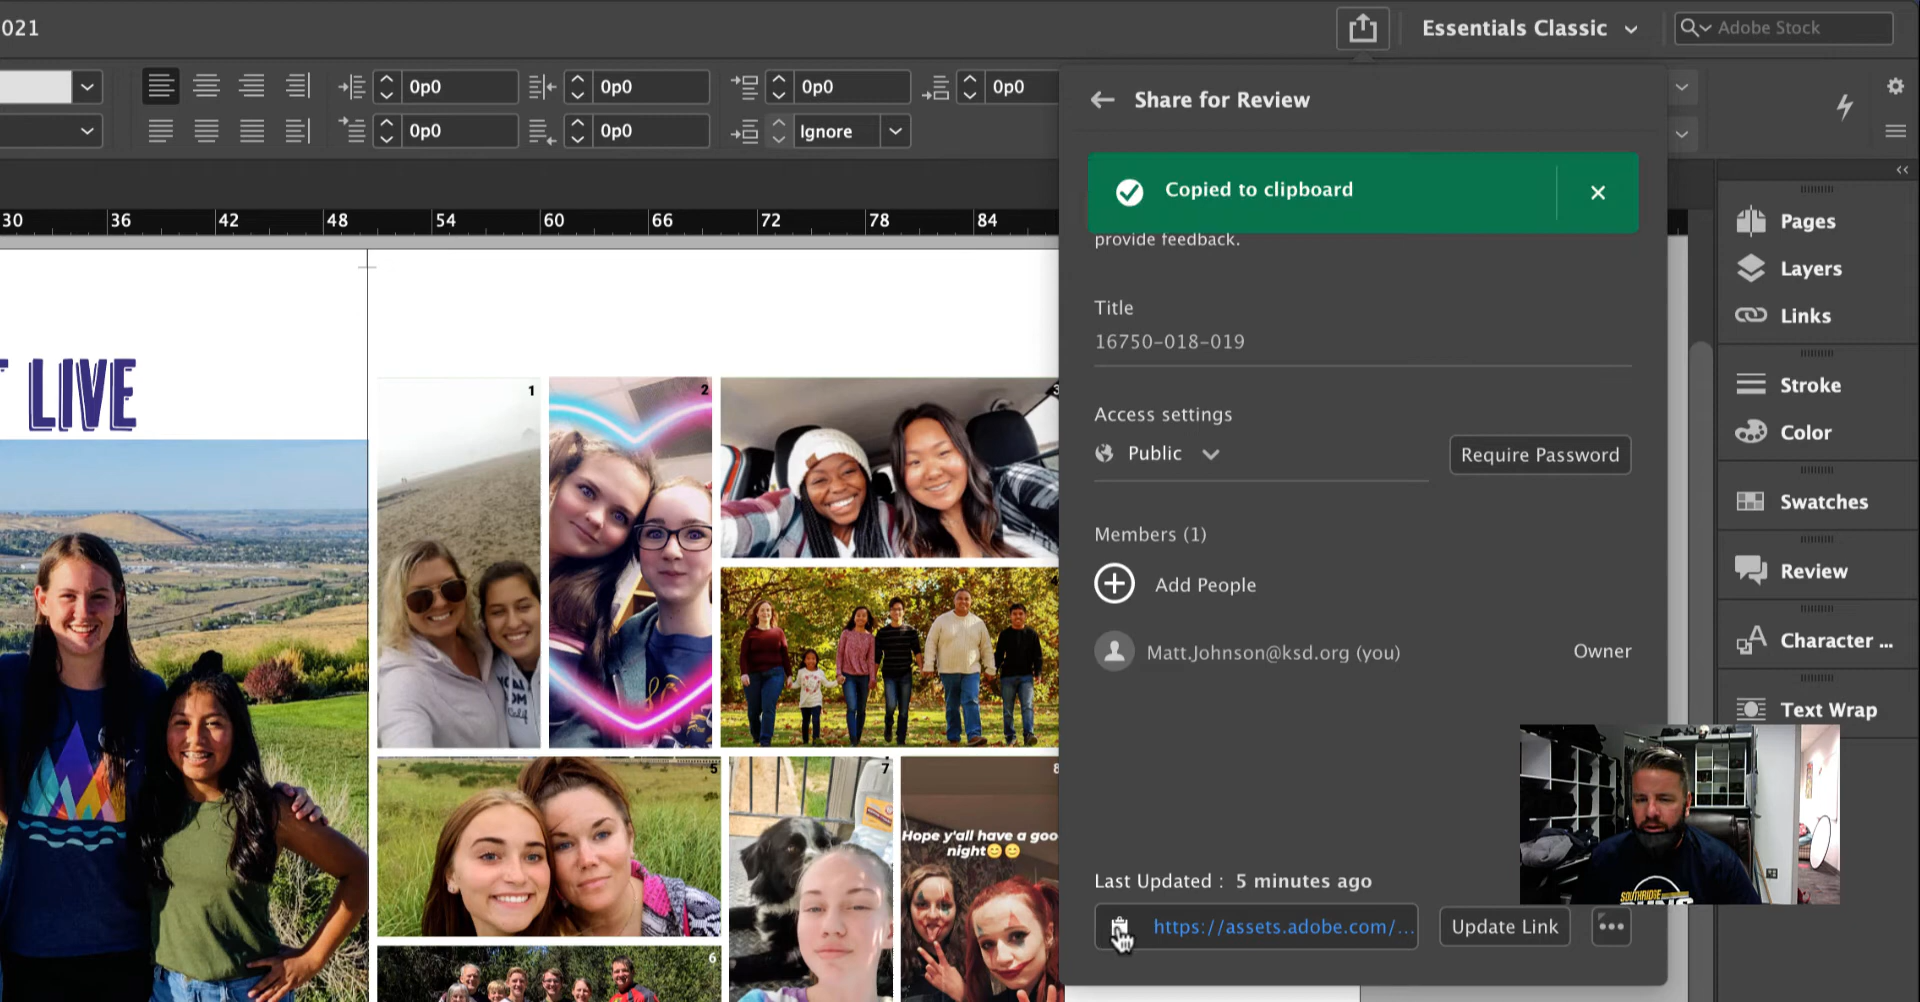 021
Essentials Classic
Adobe Stock
0p0
0p0
0p0
0p0
0p0
0p0
Ignore
Share for Review
Copied to clipboard
provide feedback.
30 36 42 48 54 60 66 72 78 84
Title
16750-018-019
Access settings
Public
Require Password
Members (1)
Add People
Matt.Johnson@ksd.org (you)
Owner
Last Updated : 5 minutes ago
https://assets.adobe.com/...
Update Link
Pages
Layers
Links
Stroke
Color
Swatches
Review
Character ...
Text Wrap
LIVE
1
2
3
5
7
8
6
Hope y'all have a goo
night😊😊
SOUTHRIDGE